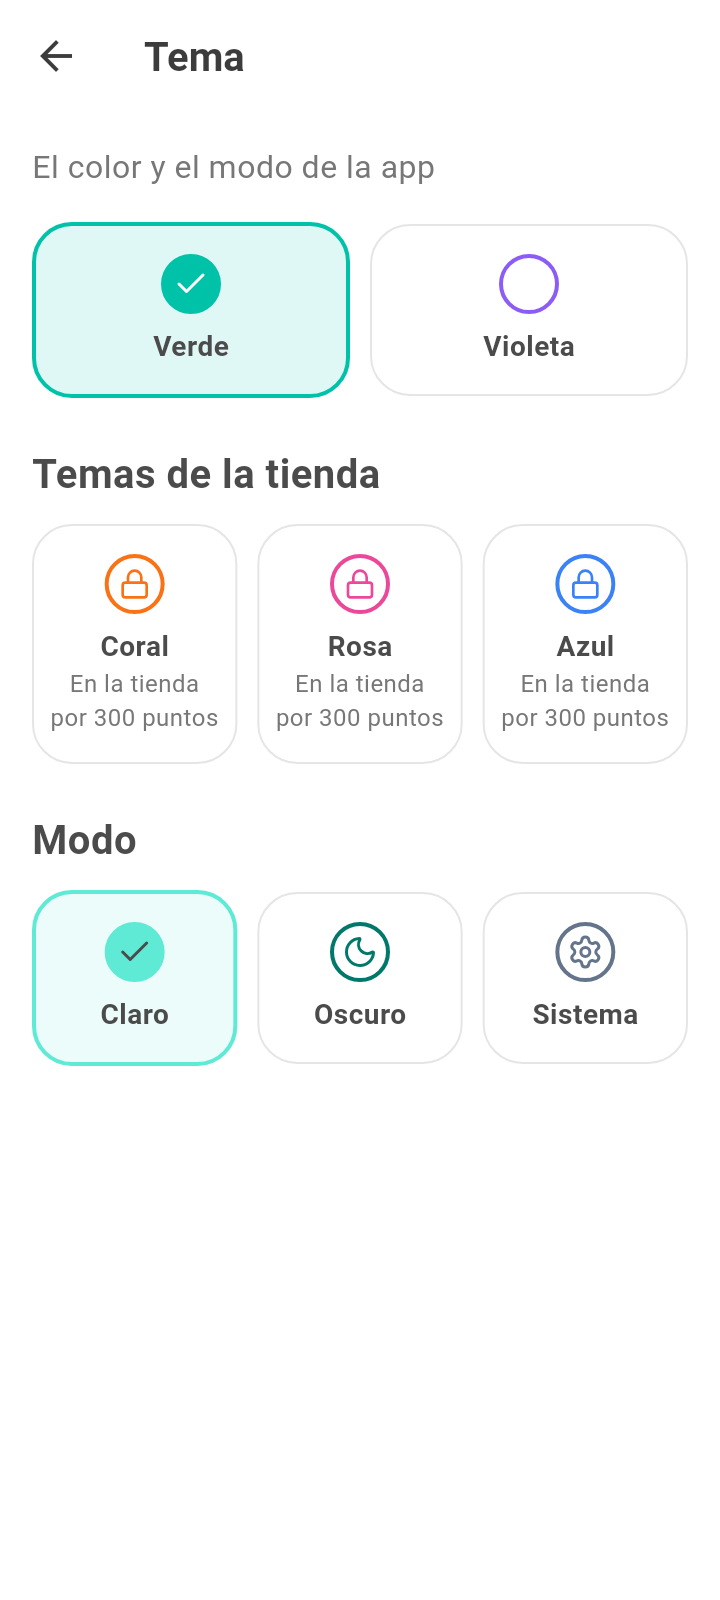 Tema
El color y el modo de la app
Verde
Violeta
Temas de la tienda
Coral
En la tienda
por 300 puntos
Rosa
En la tienda
por 300 puntos
Azul
En la tienda
por 300 puntos
Modo
Claro
Oscuro
Sistema